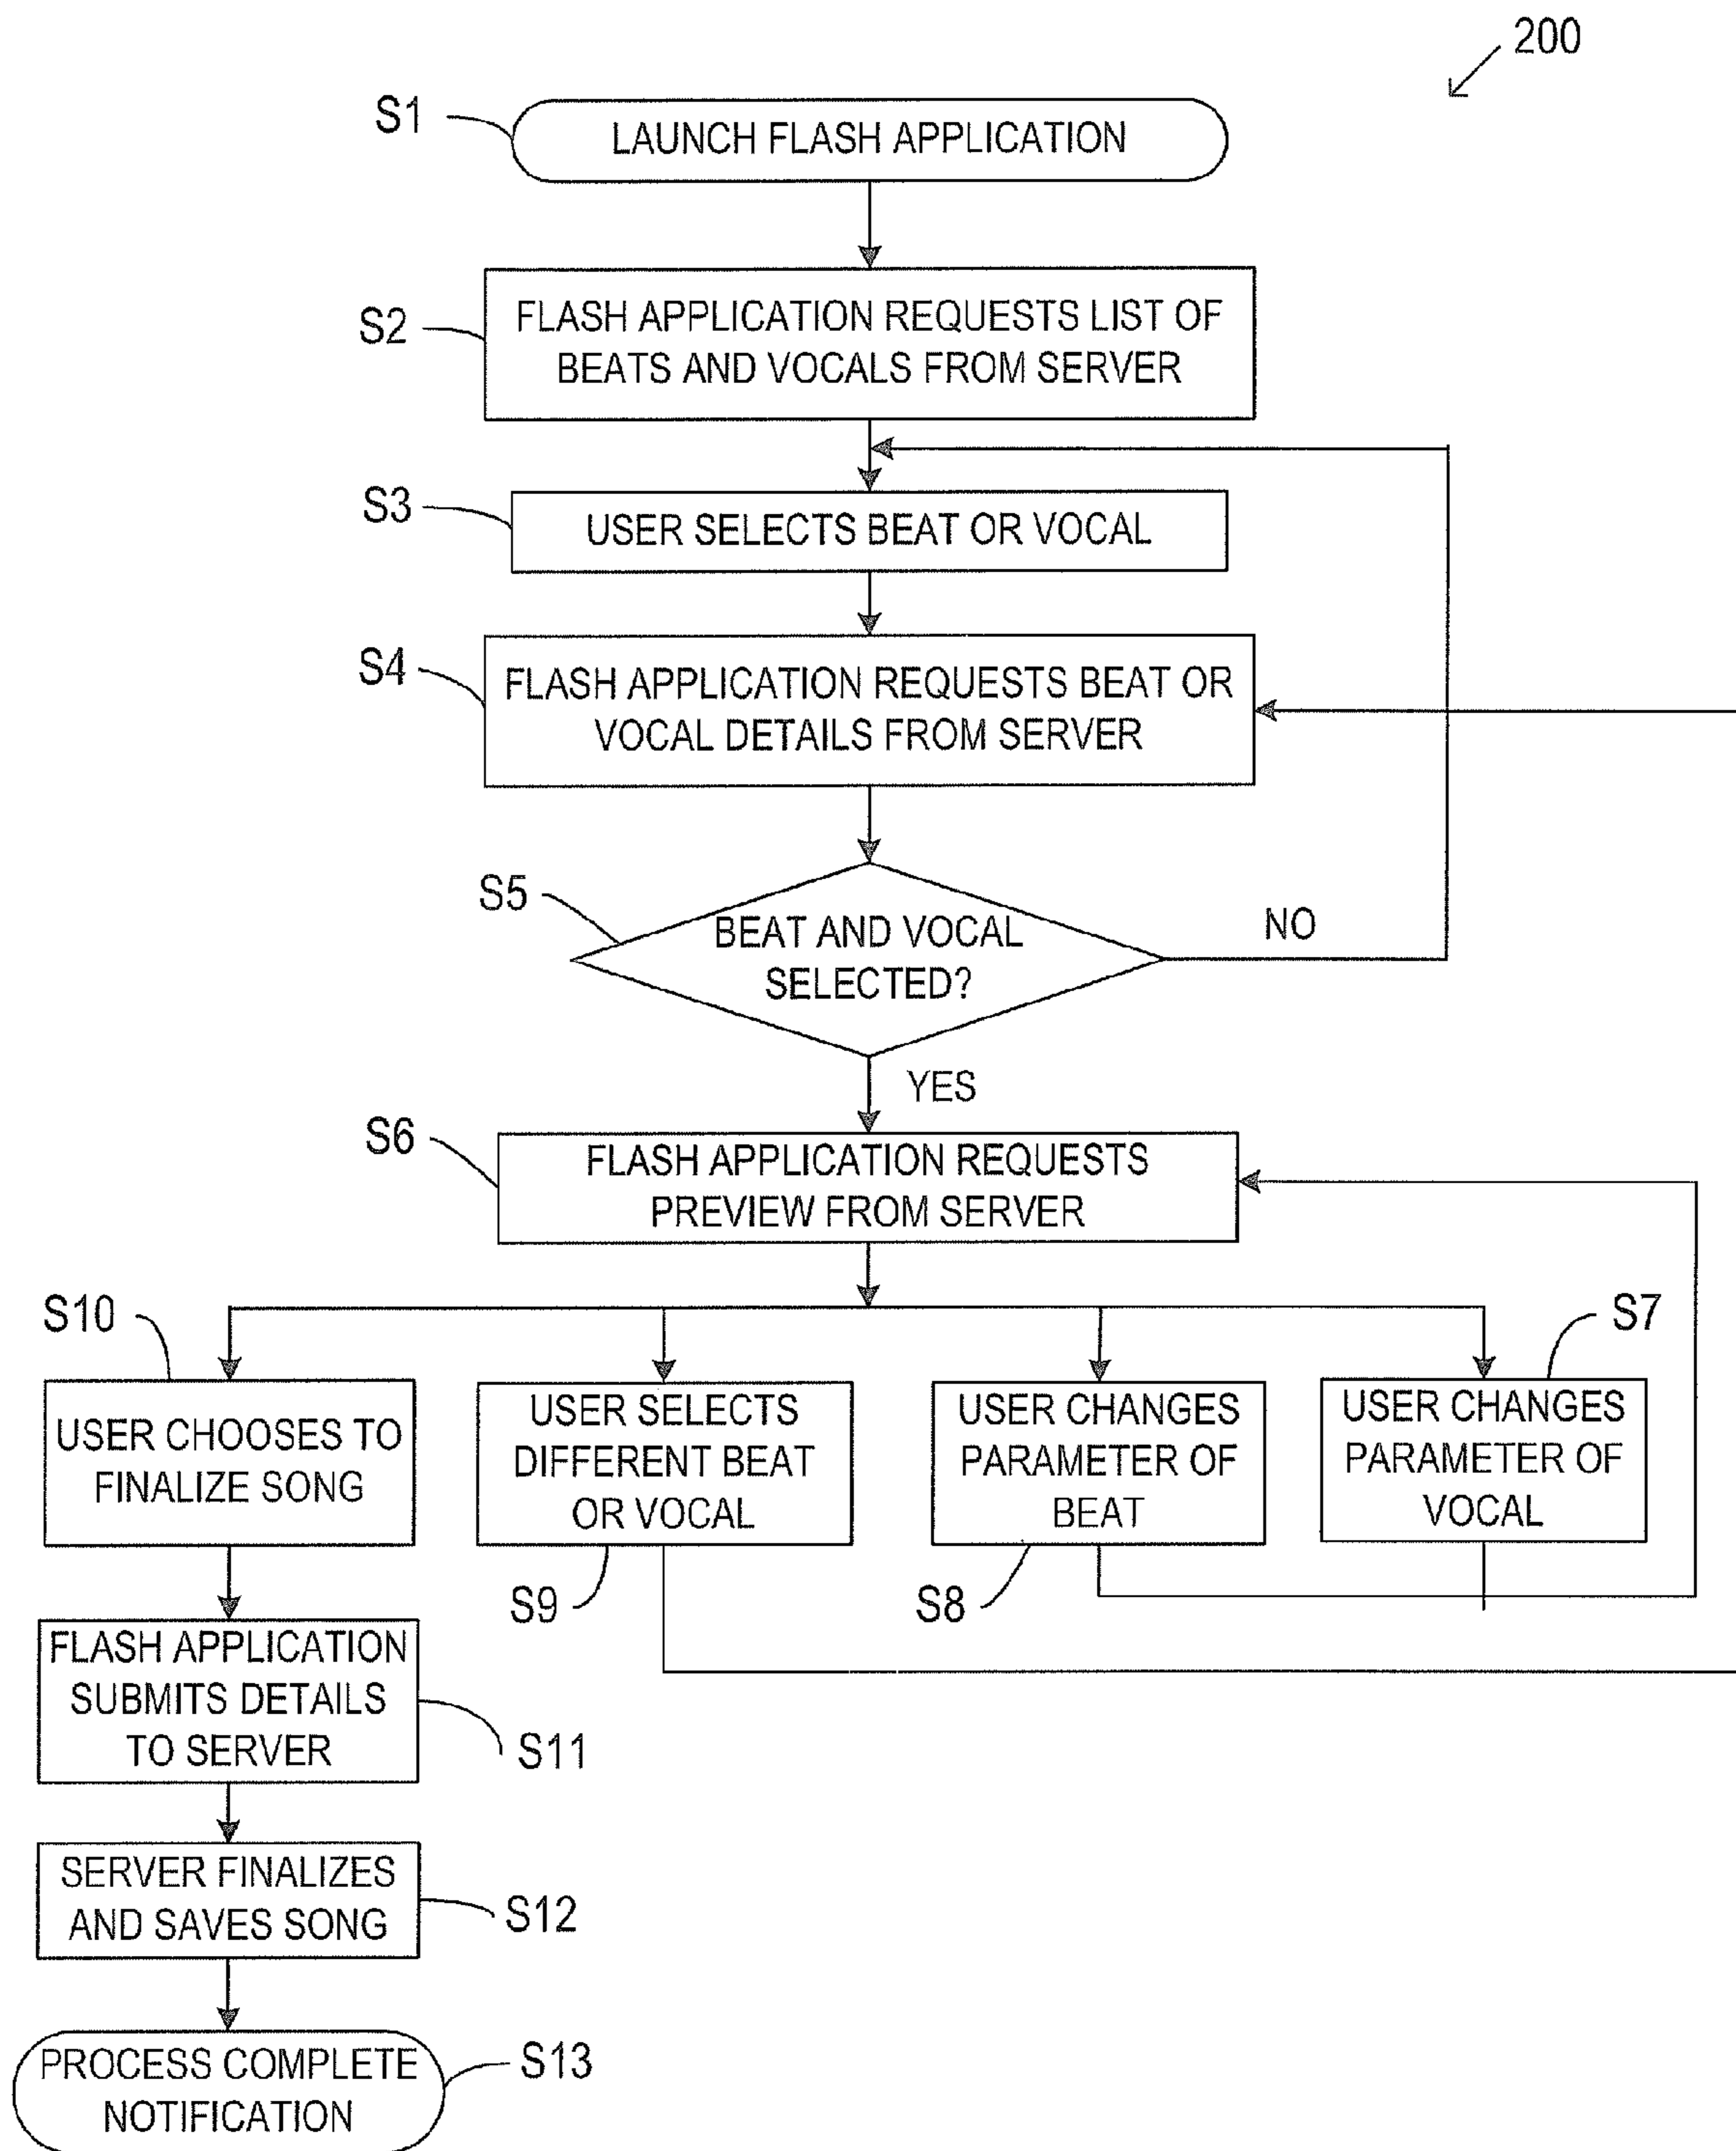 200
S1
LAUNCH FLASH APPLICATION
S2
FLASH APPLICATION REQUESTS LIST OF
BEATS AND VOCALS FROM SERVER
S3
USER SELECTS BEAT OR VOCAL
S4
FLASH APPLICATION REQUESTS BEAT OR
VOCAL DETAILS FROM SERVER
S5
BEAT AND VOCAL
SELECTED?
NO
YES
S6
FLASH APPLICATION REQUESTS
PREVIEW FROM SERVER
S10
USER CHOOSES TO
FINALIZE SONG
USER SELECTS
DIFFERENT BEAT
OR VOCAL
S9
USER CHANGES
PARAMETER OF
BEAT
S8
S7
USER CHANGES
PARAMETER OF
VOCAL
FLASH APPLICATION
SUBMITS DETAILS
TO SERVER
S11
SERVER FINALIZES
AND SAVES SONG
S12
PROCESS COMPLETE
NOTIFICATION
S13